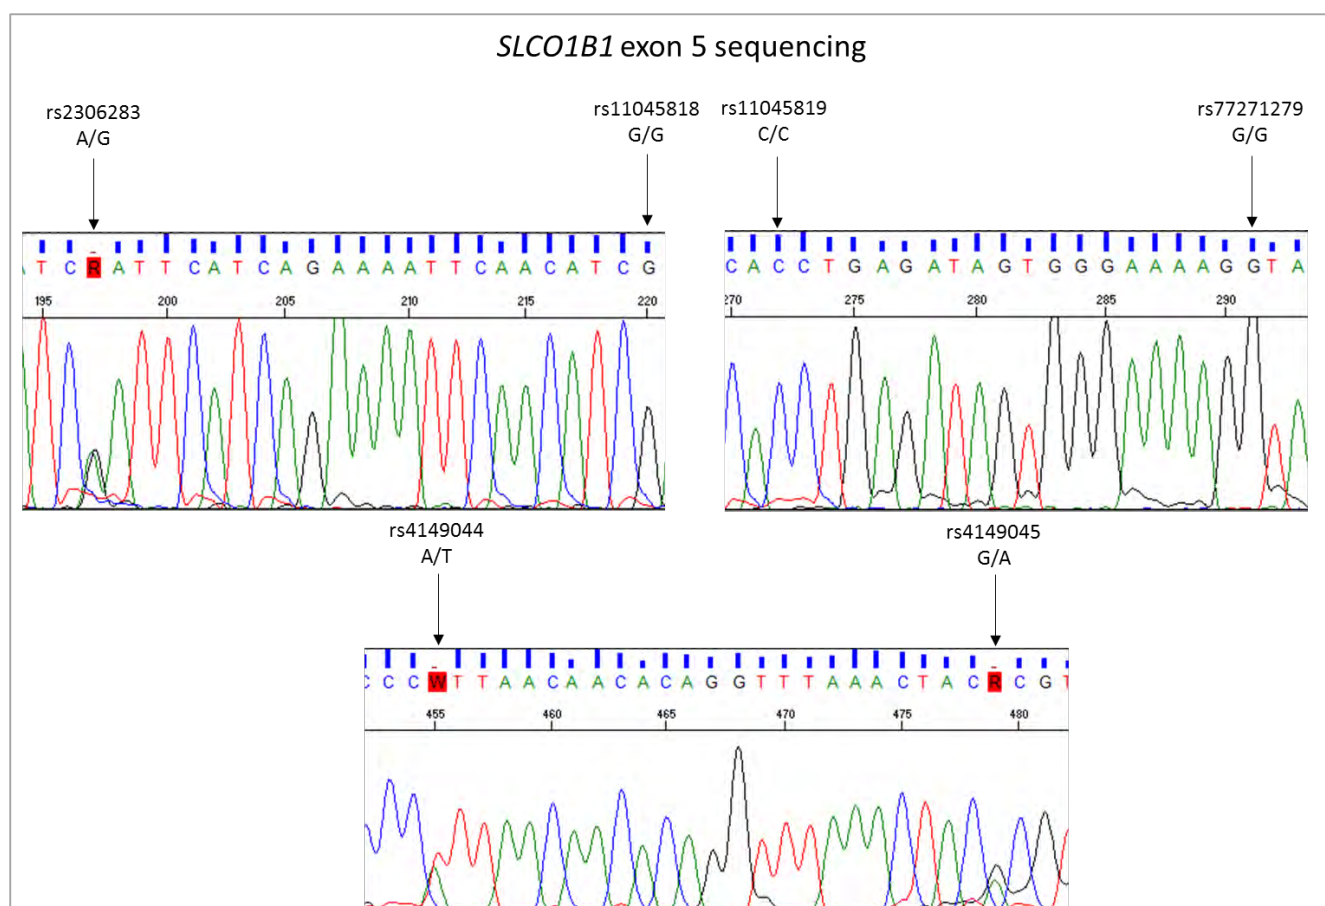 SLCO1B1 exon 5 sequencing
rs2306283
A/G
rs11045818
G/G
rs11045819
C/C
rs77271279
G/G
T C R A T T C A T C A G A A A A T T C A A C A T C G
195 200 205 210 215 220
C A C C T G A G A T A G T G G G A A A A G G T A
270 275 280 285 290
rs4149044
A/T
rs4149045
G/A
C C C W T T A A C A A C A C A G G T T T A A A C T A C R C G T
455 460 465 470 475 480